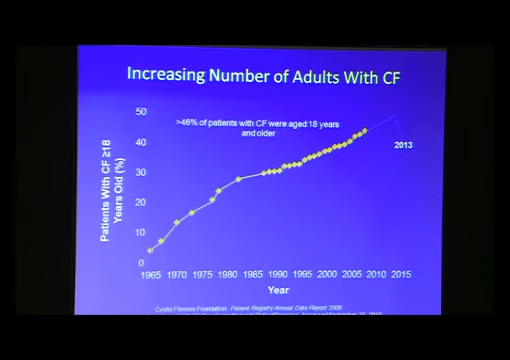 Increasing Number of Adults With CF
50
>46% of patients with CF were aged 18 years
and older
40
2013
30
20
10
0
Patients With CF ≥18
Years Old (%)
1965 1970 1975 1980 1985 1990 1995 2000 2005 2010 2015
Year
Cystic Fibrosis Foundation. Patient Registry Annual Data Report 2008